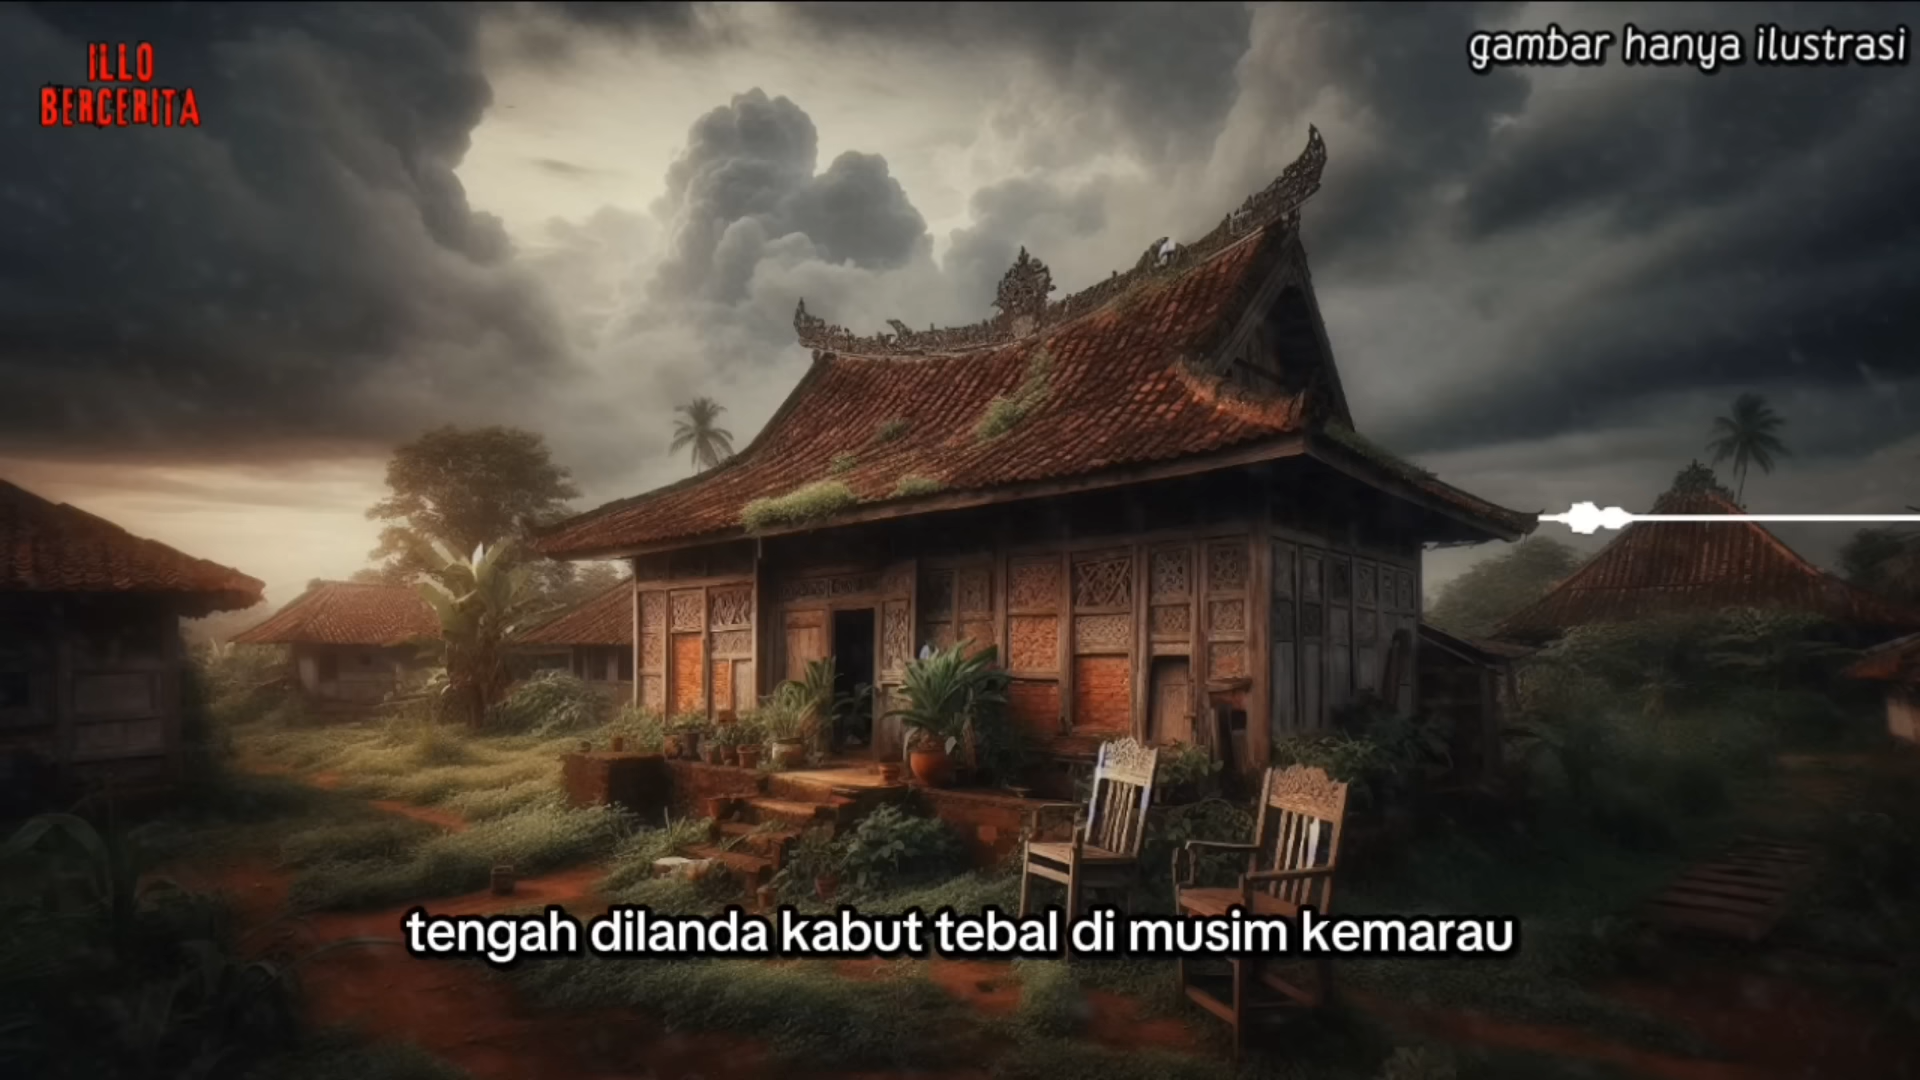 ILLO
BERCERITA
gambar hanya ilustrasi
tengah dilanda kabut tebal di musim kemarau